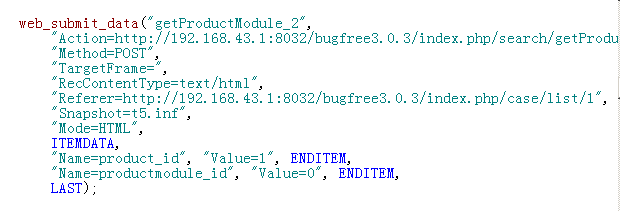 web_submit_data("getProductModule_2",
"Action=http://192.168.43.1:8032/bugfree3.0.3/index.php/search/getProdu
"Method=POST",
"TargetFrame=",
"RecContentType=text/html",
"Referer=http://192.168.43.1:8032/bugfree3.0.3/index.php/case/list/1",
"Snapshot=t5.inf",
"Mode=HTML",
ITEMDATA,
"Name=product_id", "Value=1", ENDITEM,
"Name=productmodule_id", "Value=0", ENDITEM,
LAST);